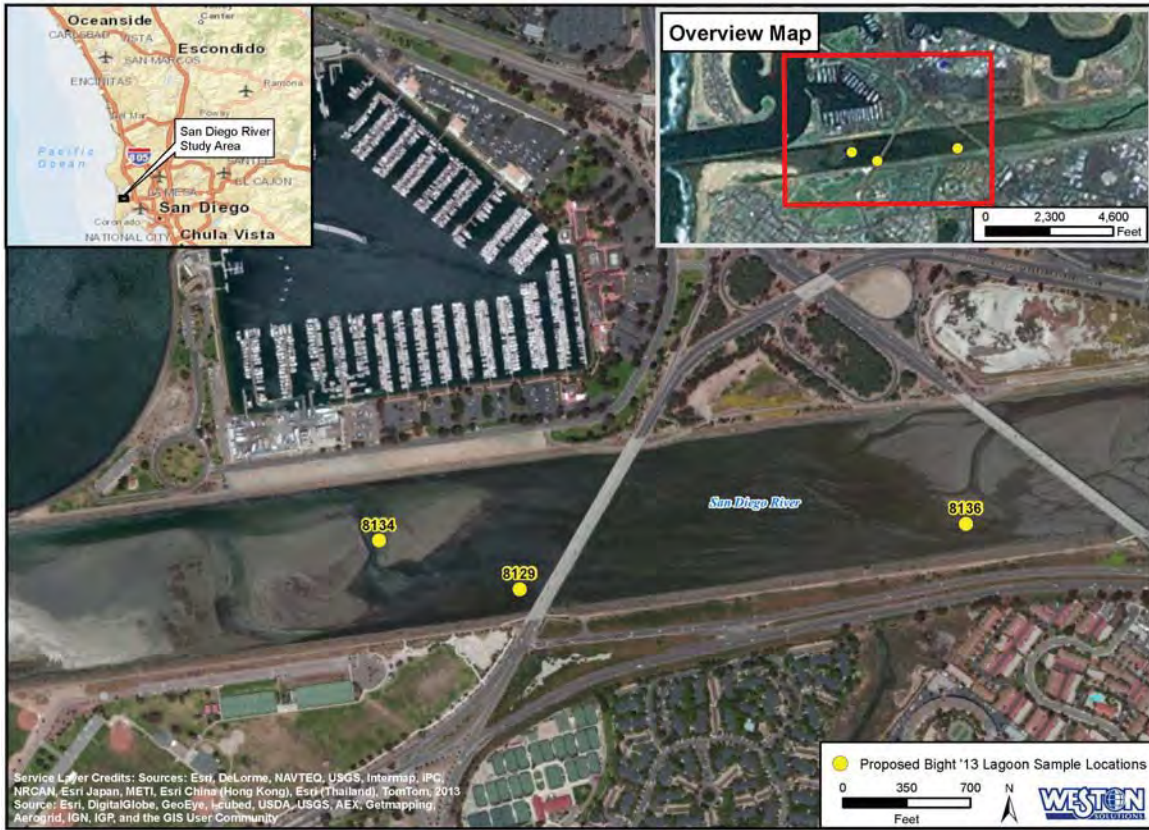 Oceanside
Center
CARLSBAD
VISTA
Escondido
SAN MARCOS
ENCINITAS
Ramona
Del Mar
Poway
San Diego River
Study Area
Pacific
Ocean
805
SANTEE
LA MESA
EL CAJON
Coronado
San Diego
NATIONAL CITY
Chula Vista
Overview Map
0 2,300 4,600
Feet
San Diego River
8134
8136
8129
Service Layer Credits: Sources: Esri, DeLorme, NAVTEQ, USGS, Intermap, iPC,
NRCAN, Esri Japan, METI, Esri China (Hong Kong), Esri (Thailand), TomTom, 2013
Source: Esri, DigitalGlobe, GeoEye, i-cubed, USDA, USGS, AEX, Getmapping,
Aerogrid, IGN, IGP, and the GIS User Community
Proposed Bight '13 Lagoon Sample Locations
0 350 700
Feet
N
WESTON
SOLUTIONS